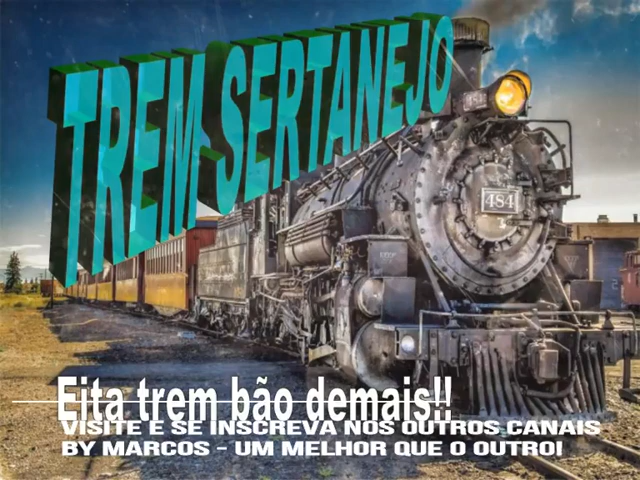 TREM SERTANEJO
484
Eita trem bão demais!!
VISITE E SE INSCREVA NOS OUTROS CANAIS
BY MARCOS - UM MELHOR QUE O OUTRO!